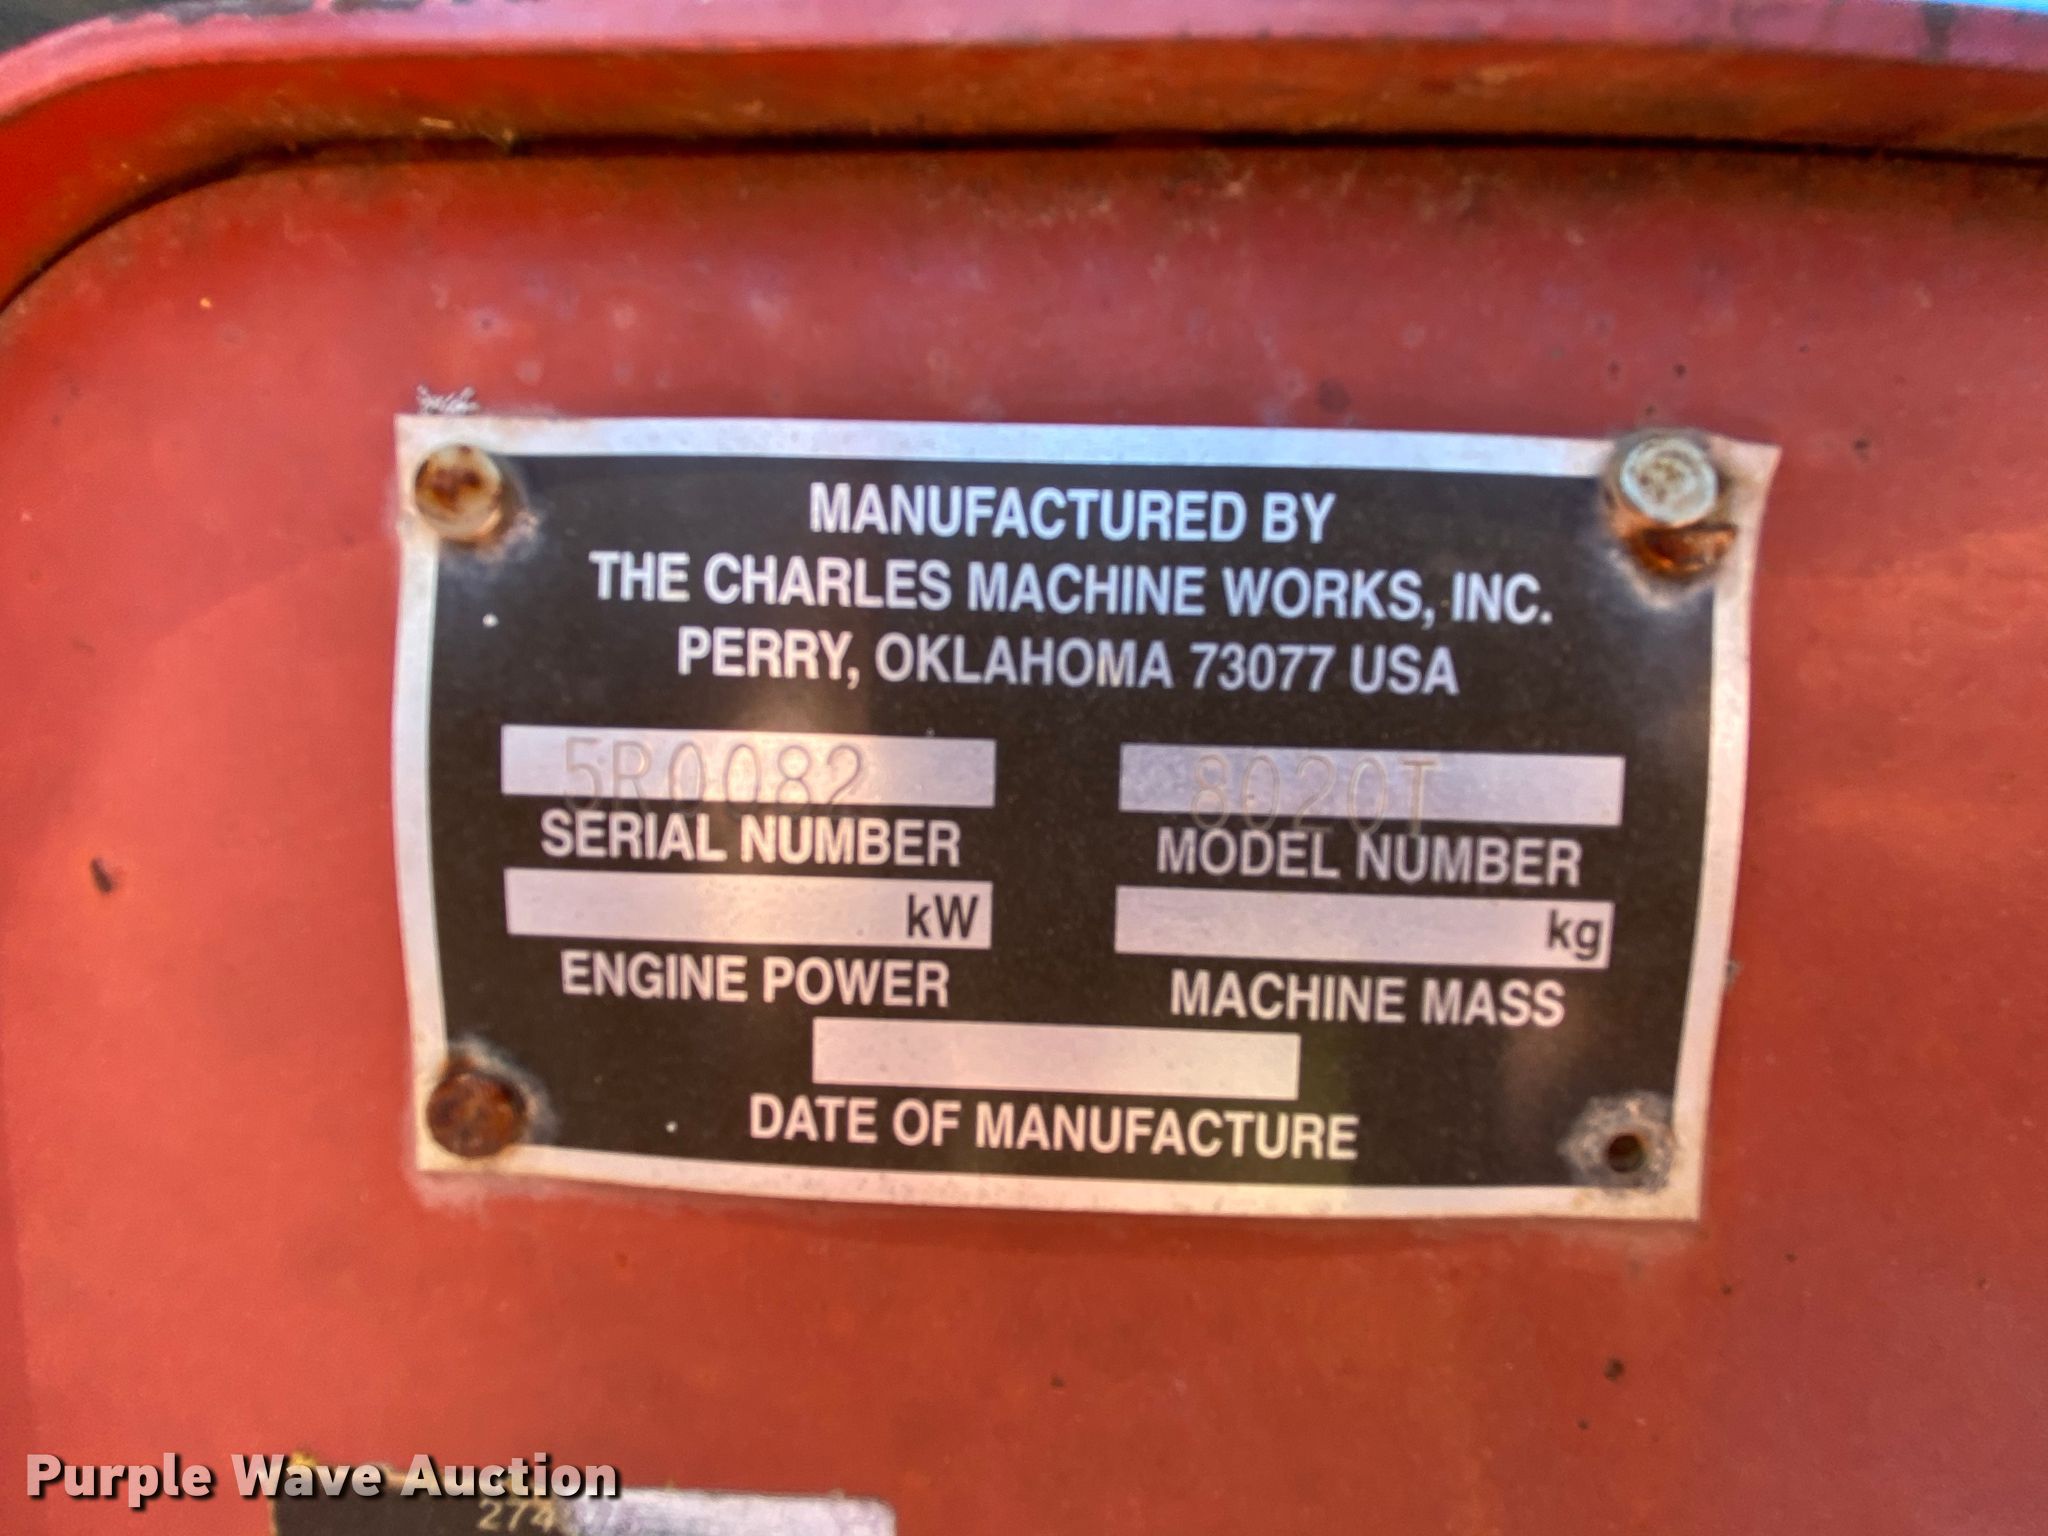 MANUFACTURED BY
THE CHARLES MACHINE WORKS, INC.
PERRY, OKLAHOMA 73077 USA
5R0082 8020T
SERIAL NUMBER MODEL NUMBER
kW kg
ENGINE POWER MACHINE MASS
DATE OF MANUFACTURE
Purple Wave Auction